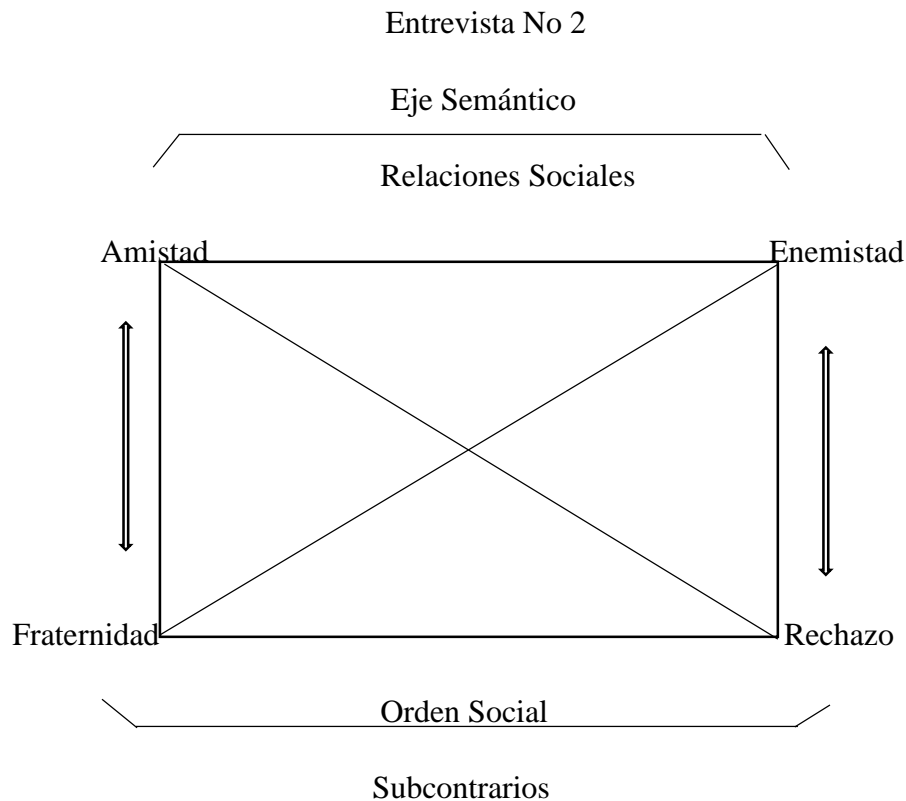 Entrevista No 2
Eje Semántico
Relaciones Sociales
Amistad
Enemistad
Fraternidad
Rechazo
Orden Social
Subcontrarios